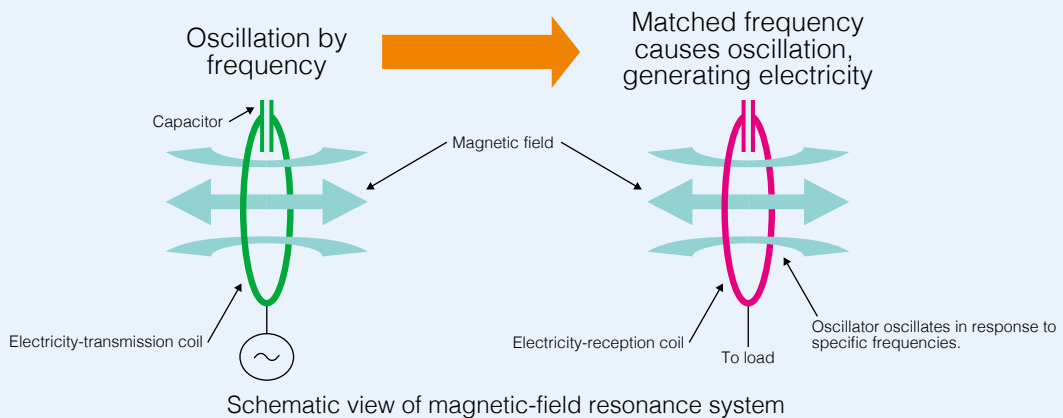 Oscillation by
frequency
Matched frequency
causes oscillation,
generating electricity
Capacitor
Magnetic field
Electricity-transmission coil
Electricity-reception coil
To load
Oscillator oscillates in response to
specific frequencies.
Schematic view of magnetic-field resonance system